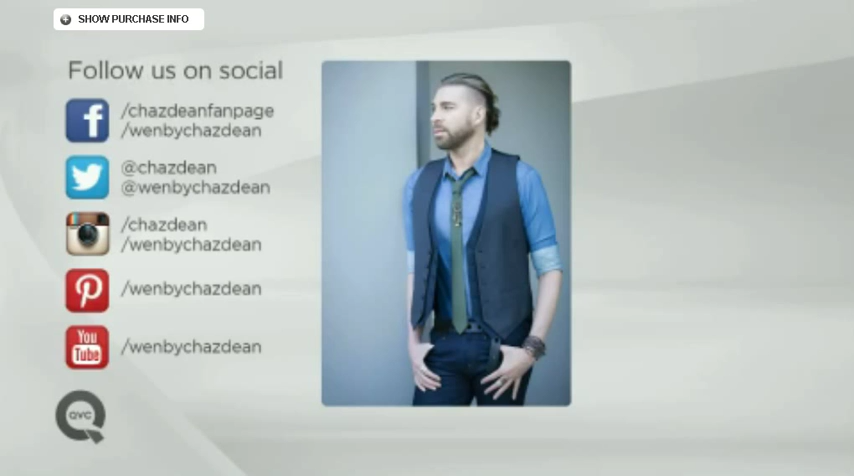 SHOW PURCHASE INFO
Follow us on social
/chazdeanfanpage
/wenbychazdean
@chazdean
@wenbychazdean
/chazdean
/wenbychazdean
/wenbychazdean
You
Tube
/wenbychazdean
QVC